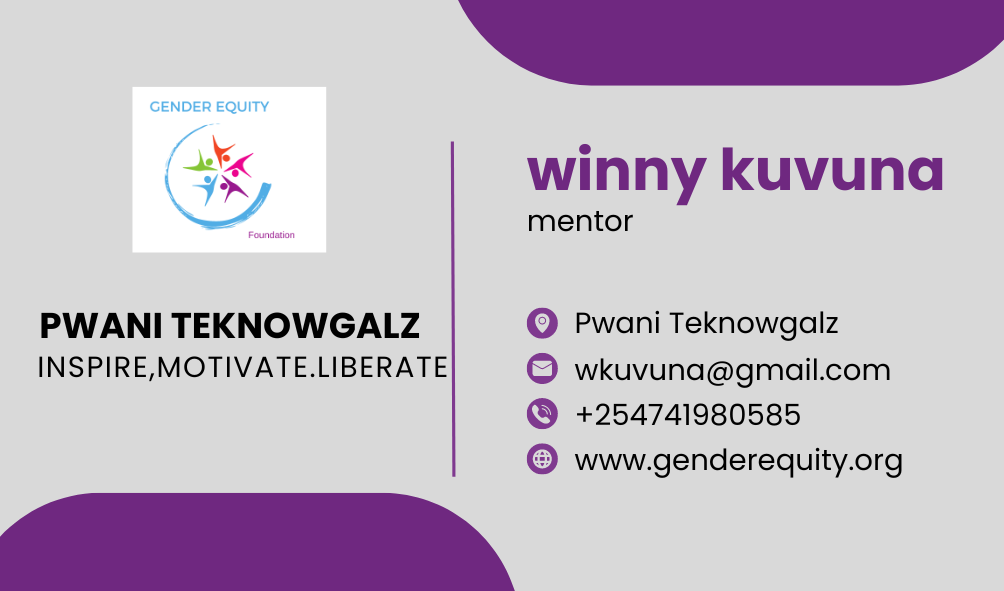 GENDER EQUITY
Foundation
PWANI TEKNOWGALZ
INSPIRE,MOTIVATE.LIBERATE
winny kuvuna
mentor
Pwani Teknowgalz
wkuvuna@gmail.com
+254741980585
www.genderequity.org